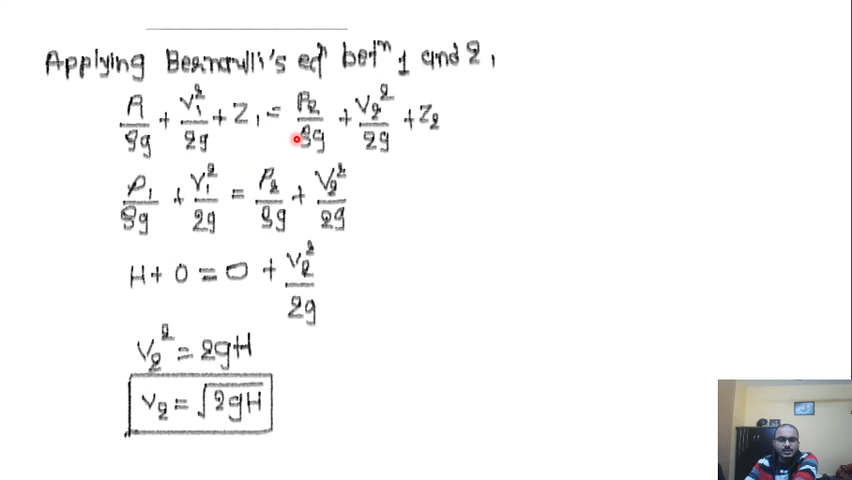 Applying Bernoulli's eqⁿ betⁿ 1 and 2,
P₁/ρg + V₁²/2g + Z₁ = P₂/ρg + V₂²/2g + Z₂
P₁/ρg + V₁²/2g = P₂/ρg + V₂²/2g
H + 0 = 0 + V₂²/2g
V₂² = 2gH
V₂ = √2gH